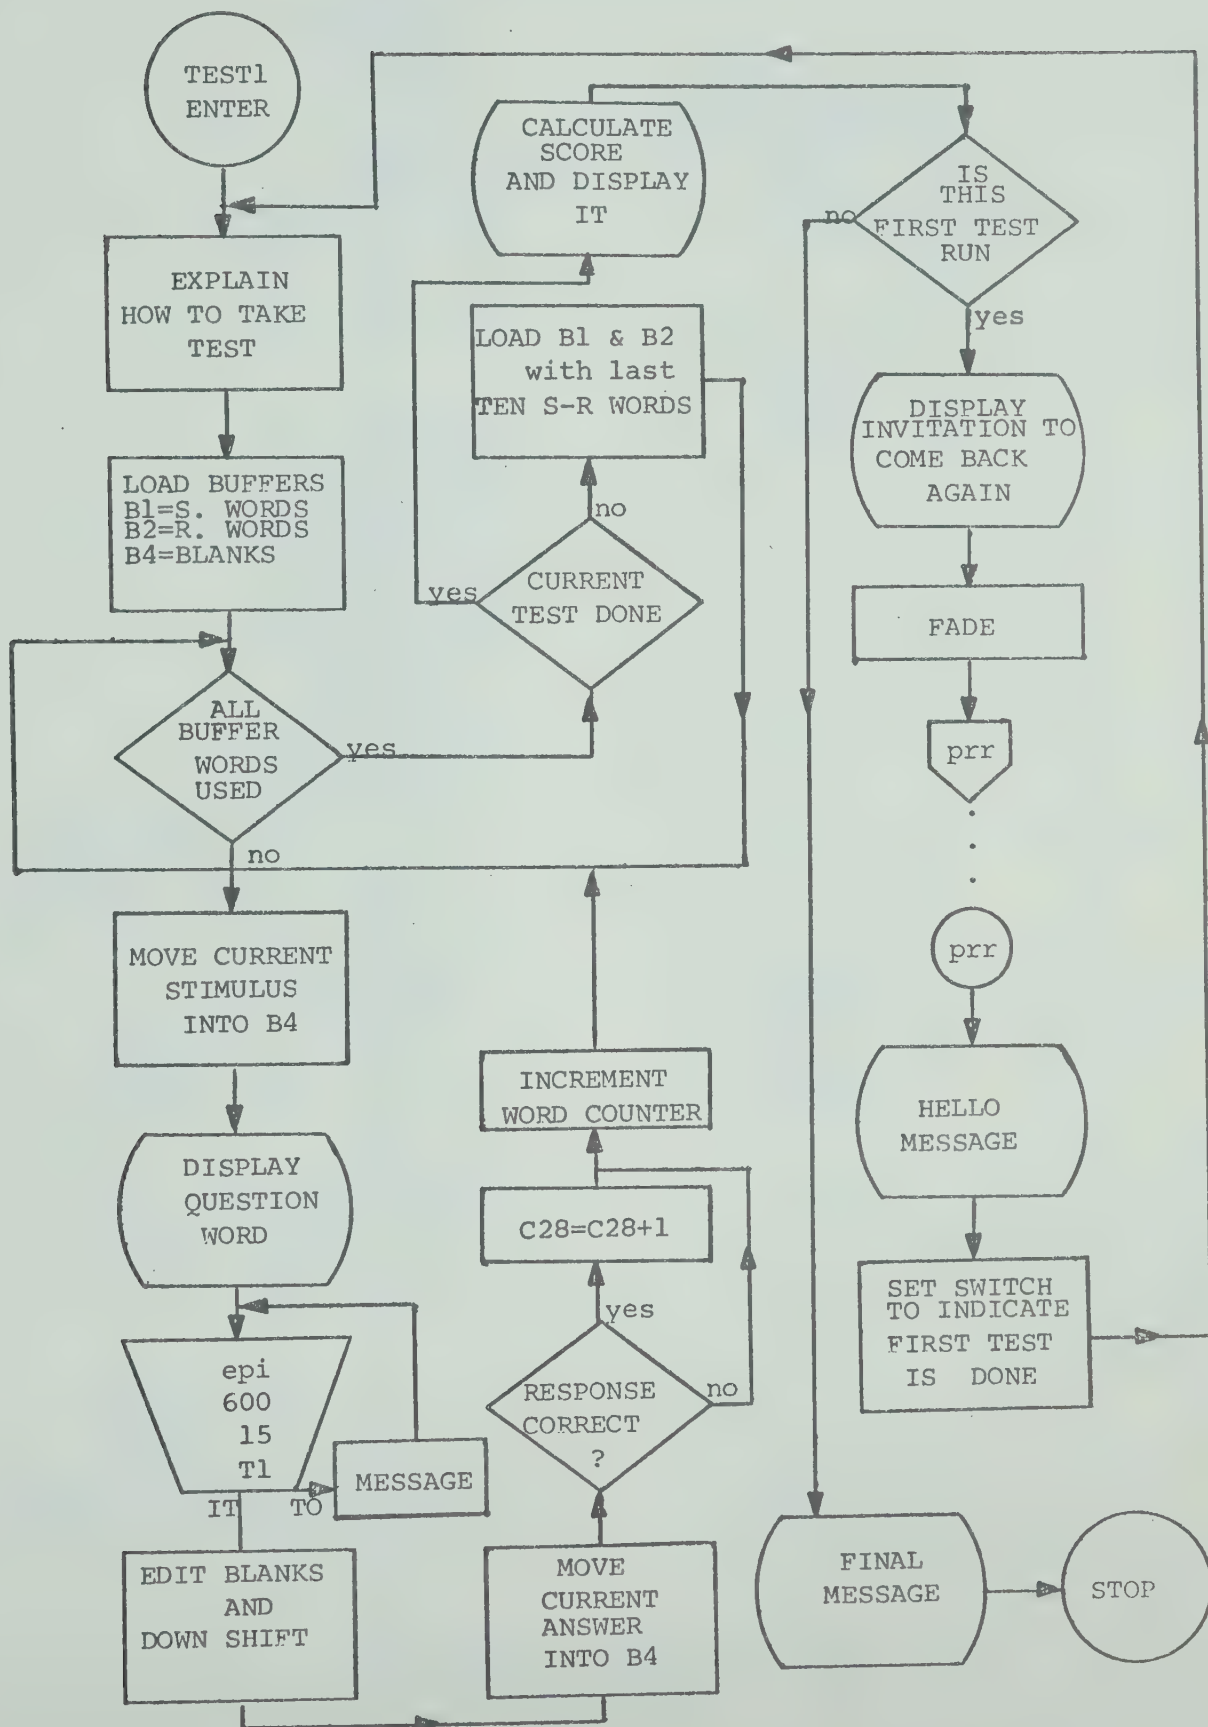 TEST1
ENTER
EXPLAIN
HOW TO TAKE
TEST
LOAD BUFFERS
B1=S. WORDS
B2=R. WORDS
B4=BLANKS
ALL
BUFFER
WORDS
USED
yes
no
MOVE CURRENT
STIMULUS
INTO B4
DISPLAY
QUESTION
WORD
epi
600
15
T1
IT
TO
MESSAGE
EDIT BLANKS
AND
DOWN SHIFT
CALCULATE
SCORE
AND DISPLAY
IT
LOAD B1 & B2
with last
TEN S-R WORDS
no
yes
CURRENT
TEST DONE
INCREMENT
WORD COUNTER
C28=C28+1
yes
RESPONSE
CORRECT
?
no
MOVE
CURRENT
ANSWER
INTO B4
IS
THIS
FIRST TEST
RUN
no
yes
DISPLAY
INVITATION TO
COME BACK
AGAIN
FADE
prr
prr
HELLO
MESSAGE
SET SWITCH
TO INDICATE
FIRST TEST
IS DONE
FINAL
MESSAGE
STOP